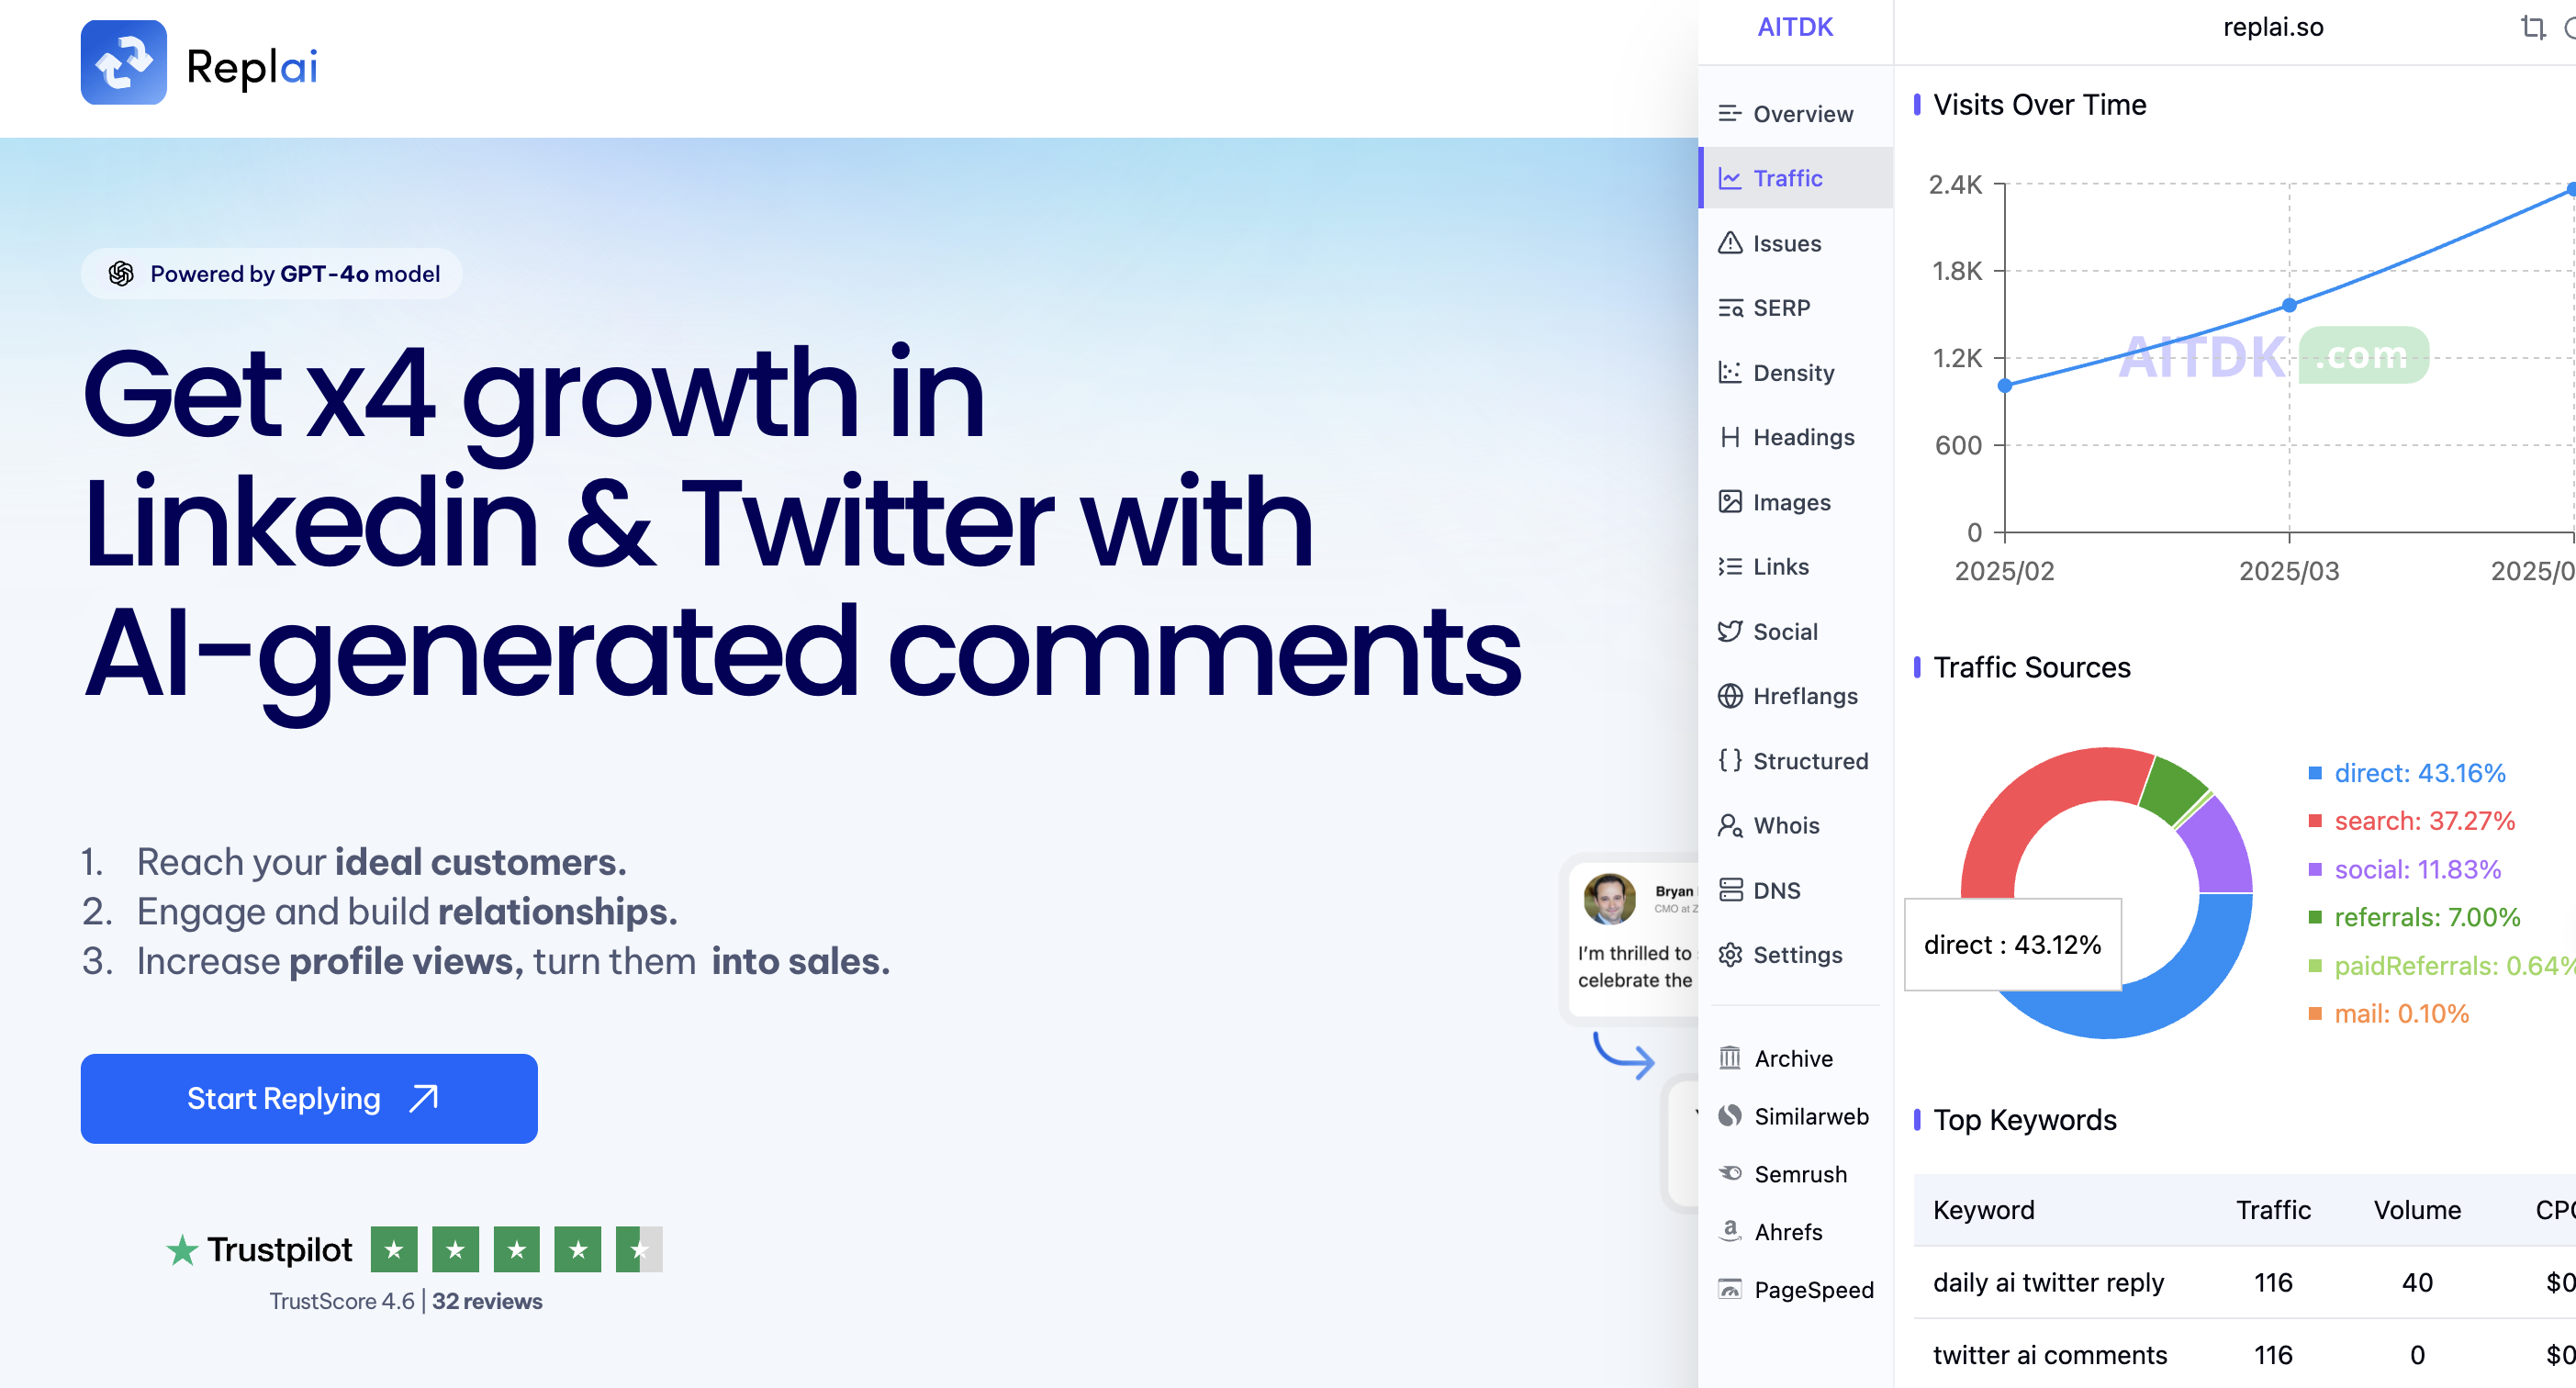 Replai
Powered by GPT-4o model
Get x4 growth in
Linkedin & Twitter with
AI-generated comments
1. Reach your ideal customers.
2. Engage and build relationships.
3. Increase profile views, turn them into sales.
Start Replying
Trustpilot
TrustScore 4.6 | 32 reviews
Bryan
CMO at
I'm thrilled to
celebrate the
AITDK
replai.so
Overview
Traffic
Issues
SERP
Density
Headings
Images
Links
Social
Hreflangs
Structured
Whois
DNS
Settings
Archive
Similarweb
Semrush
Ahrefs
PageSpeed
Visits Over Time
2.4K
1.8K
1.2K
600
0
AITDK .com
2025/02 2025/03 2025/0
Traffic Sources
direct: 43.16%
search: 37.27%
social: 11.83%
referrals: 7.00%
paidReferrals: 0.64%
mail: 0.10%
direct : 43.12%
Top Keywords
Keyword Traffic Volume
daily ai twitter reply 116 40 $0
twitter ai comments 116 0 $0